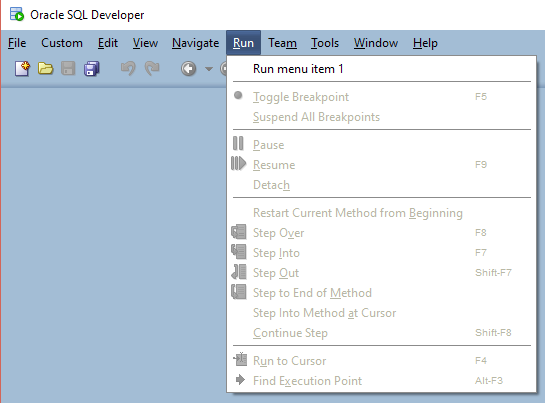 Oracle SQL Developer
File Custom Edit View Navigate Run Team Tools Window Help
Run menu item 1
Toggle Breakpoint F5
Suspend All Breakpoints
Pause
Resume F9
Detach
Restart Current Method from Beginning
Step Over F8
Step Into F7
Step Out Shift-F7
Step to End of Method
Step Into Method at Cursor
Continue Step Shift-F8
Run to Cursor F4
Find Execution Point Alt-F3